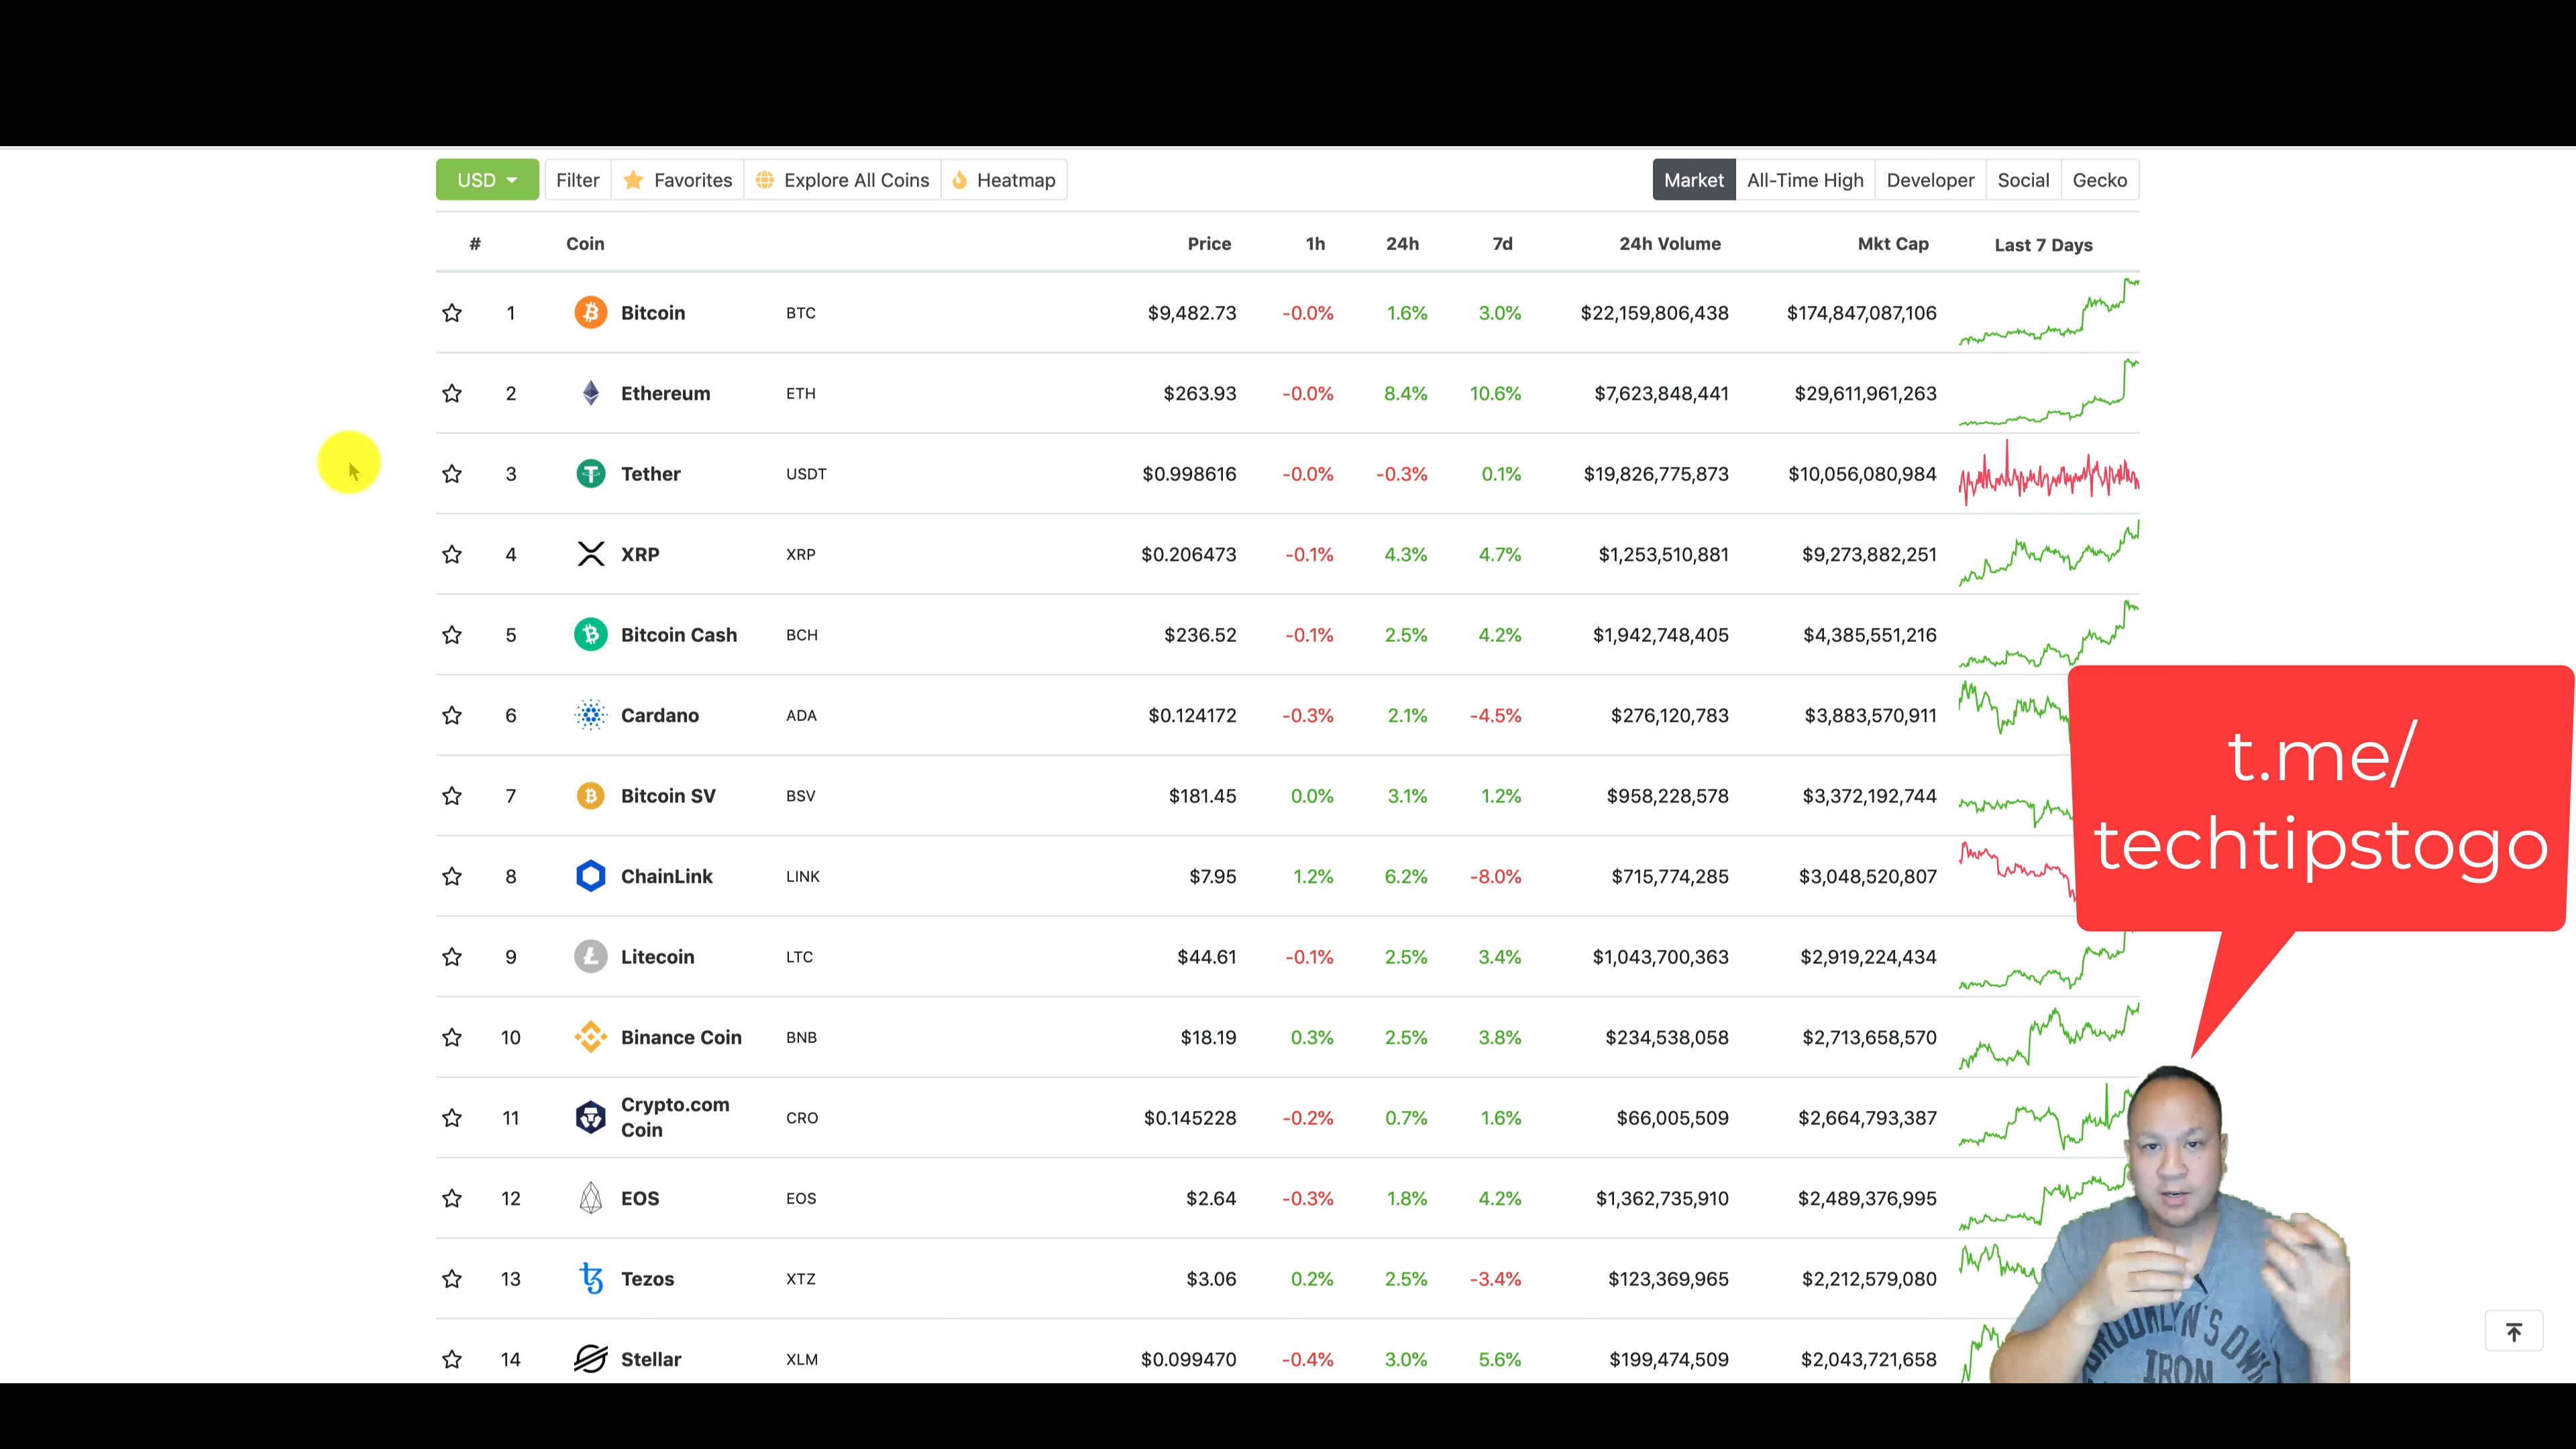 USD Filter Favorites Explore All Coins Heatmap Market All-Time High Developer Social Gecko
# Coin Price 1h 24h 7d 24h Volume Mkt Cap Last 7 Days
1 Bitcoin BTC $9,482.73 -0.0% 1.6% 3.0% $22,159,806,438 $174,847,087,106
2 Ethereum ETH $263.93 -0.0% 8.4% 10.6% $7,623,848,441 $29,611,961,263
3 Tether USDT $0.998616 -0.0% -0.3% 0.1% $19,826,775,873 $10,056,080,984
4 XRP XRP $0.206473 -0.1% 4.3% 4.7% $1,253,510,881 $9,273,882,251
5 Bitcoin Cash BCH $236.52 -0.1% 2.5% 4.2% $1,942,748,405 $4,385,551,216
6 Cardano ADA $0.124172 -0.3% 2.1% -4.5% $276,120,783 $3,883,570,911
7 Bitcoin SV BSV $181.45 0.0% 3.1% 1.2% $958,228,578 $3,372,192,744
8 ChainLink LINK $7.95 1.2% 6.2% -8.0% $715,774,285 $3,048,520,807
9 Litecoin LTC $44.61 -0.1% 2.5% 3.4% $1,043,700,363 $2,919,224,434
10 Binance Coin BNB $18.19 0.3% 2.5% 3.8% $234,538,058 $2,713,658,570
11 Crypto.com Coin CRO $0.145228 -0.2% 0.7% 1.6% $66,005,509 $2,664,793,387
12 EOS EOS $2.64 -0.3% 1.8% 4.2% $1,362,735,910 $2,489,376,995
13 Tezos XTZ $3.06 0.2% 2.5% -3.4% $123,369,965 $2,212,579,080
14 Stellar XLM $0.099470 -0.4% 3.0% 5.6% $199,474,509 $2,043,721,658
t.me/
techtipstogo
BROOKLYN'S OWN
IRON